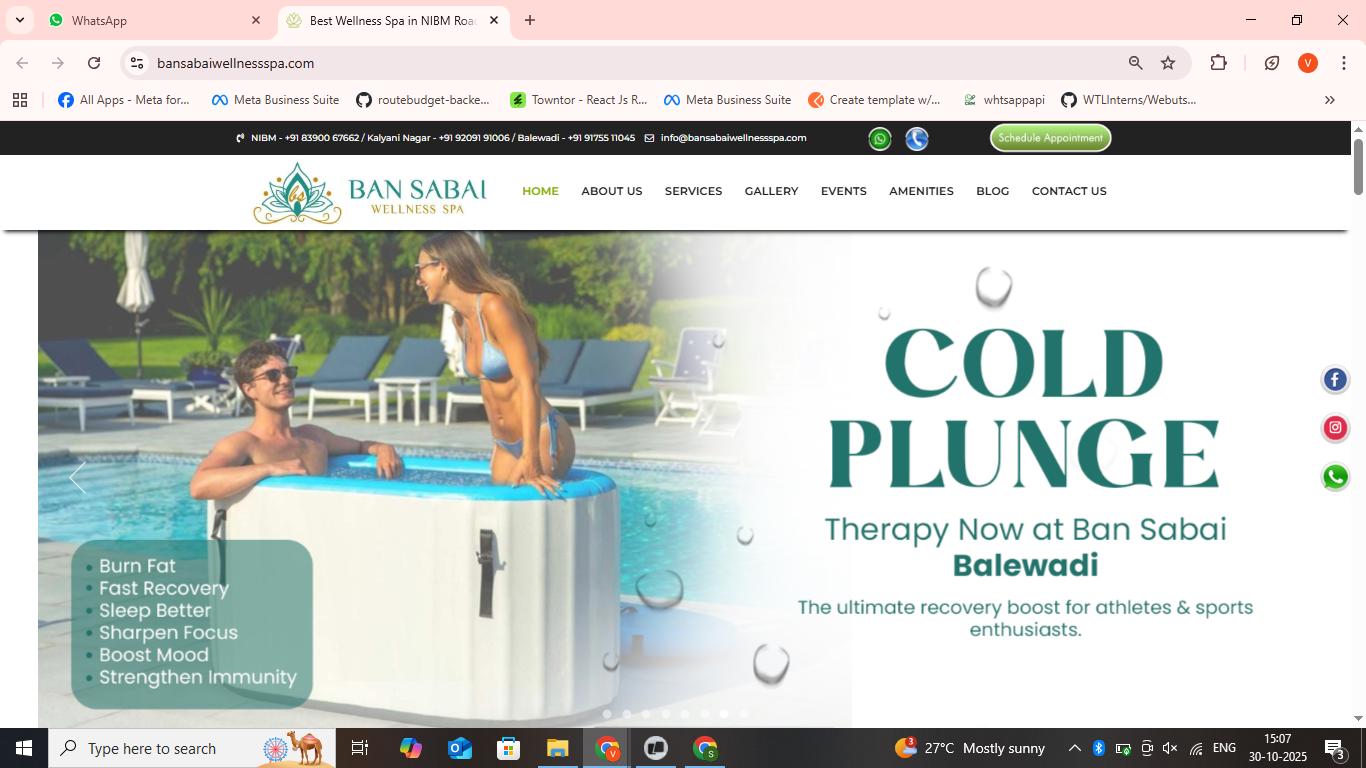 WhatsApp
Best Wellness Spa in NIBM Road
bansabaiwellnessspa.com
V
All Apps - Meta for...
Meta Business Suite
routebudget-backe...
Towntor - React Js R...
Meta Business Suite
Create template w/...
whtsappapi
WTLInterns/Webuts...
NIBM - +91 83900 67662 / Kalyani Nagar - +91 92091 91006 / Balewadi - +91 91755 11045
info@bansabaiwellnessspa.com
Schedule Appointment
bs
BAN SABAI
WELLNESS SPA
HOME
ABOUT US
SERVICES
GALLERY
EVENTS
AMENITIES
BLOG
CONTACT US
COLD
PLUNGE
Therapy Now at Ban Sabai
Balewadi
The ultimate recovery boost for athletes & sports
enthusiasts.
• Burn Fat
• Fast Recovery
• Sleep Better
• Sharpen Focus
• Boost Mood
• Strengthen Immunity
Type here to search
V
S
3
27°C Mostly sunny
ENG
15:07
30-10-2025
3